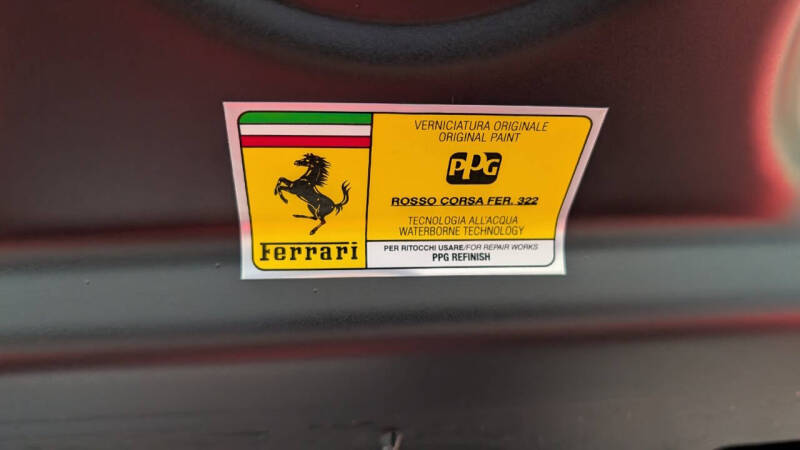 Ferrari
VERNICIATURA ORIGINALE
ORIGINAL PAINT
PPG
ROSSO CORSA FER. 322
TECNOLOGIA ALL'ACQUA
WATERBORNE TECHNOLOGY
PER RITOCCHI USARE/FOR REPAIR WORKS
PPG REFINISH